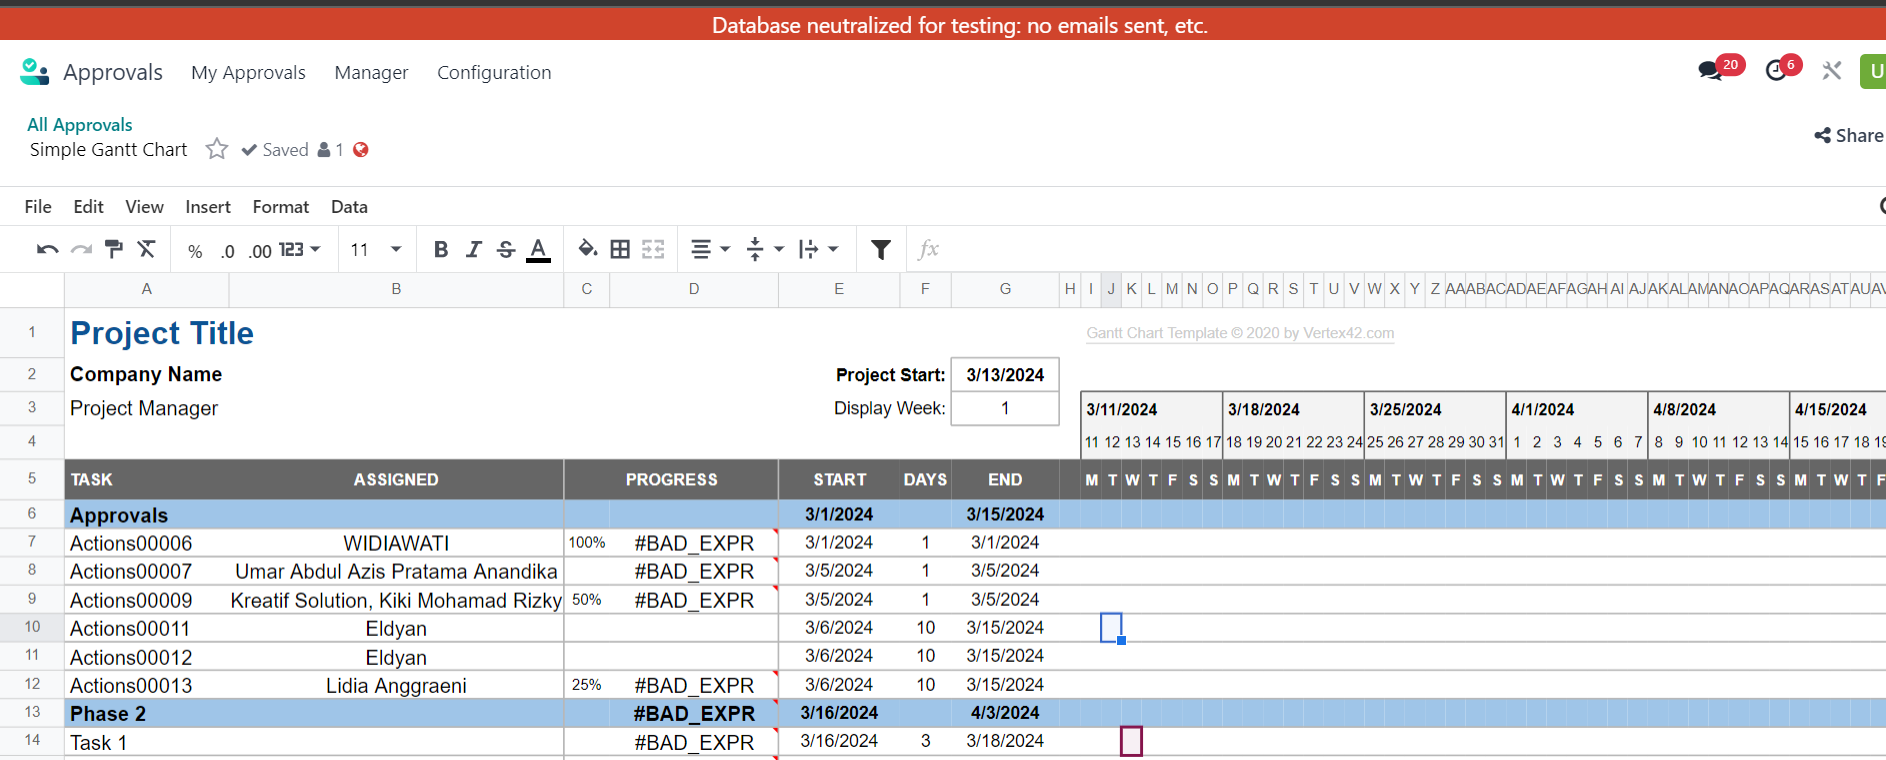 Database neutralized for testing: no emails sent, etc.
Approvals My Approvals Manager Configuration 20 6 U
All Approvals
Simple Gantt Chart Saved 1 Share
File Edit View Insert Format Data
% .0 .00 123 11 B I S A fx
A B C D E F G H I J K L M N O P Q R S T U V W X Y Z AA AB AC AD AE AF AG AH AI AJ AK AL AM AN AO AP AQ AR AS AT AU AV
1 Project Title Gantt Chart Template © 2020 by Vertex42.com
2 Company Name Project Start: 3/13/2024
3 Project Manager Display Week: 1 3/11/2024 3/18/2024 3/25/2024 4/1/2024 4/8/2024 4/15/2024
4 11 12 13 14 15 16 17 18 19 20 21 22 23 24 25 26 27 28 29 30 31 1 2 3 4 5 6 7 8 9 10 11 12 13 14 15 16 17 18 19
5 TASK ASSIGNED PROGRESS START DAYS END M T W T F S S M T W T F S S M T W T F S S M T W T F S S M T W T F S S M T W T F
6 Approvals 3/1/2024 3/15/2024
7 Actions00006 WIDIAWATI 100% #BAD_EXPR 3/1/2024 1 3/1/2024
8 Actions00007 Umar Abdul Azis Pratama Anandika #BAD_EXPR 3/5/2024 1 3/5/2024
9 Actions00009 Kreatif Solution, Kiki Mohamad Rizky 50% #BAD_EXPR 3/5/2024 1 3/5/2024
10 Actions00011 Eldyan 3/6/2024 10 3/15/2024
11 Actions00012 Eldyan 3/6/2024 10 3/15/2024
12 Actions00013 Lidia Anggraeni 25% #BAD_EXPR 3/6/2024 10 3/15/2024
13 Phase 2 #BAD_EXPR 3/16/2024 4/3/2024
14 Task 1 #BAD_EXPR 3/16/2024 3 3/18/2024